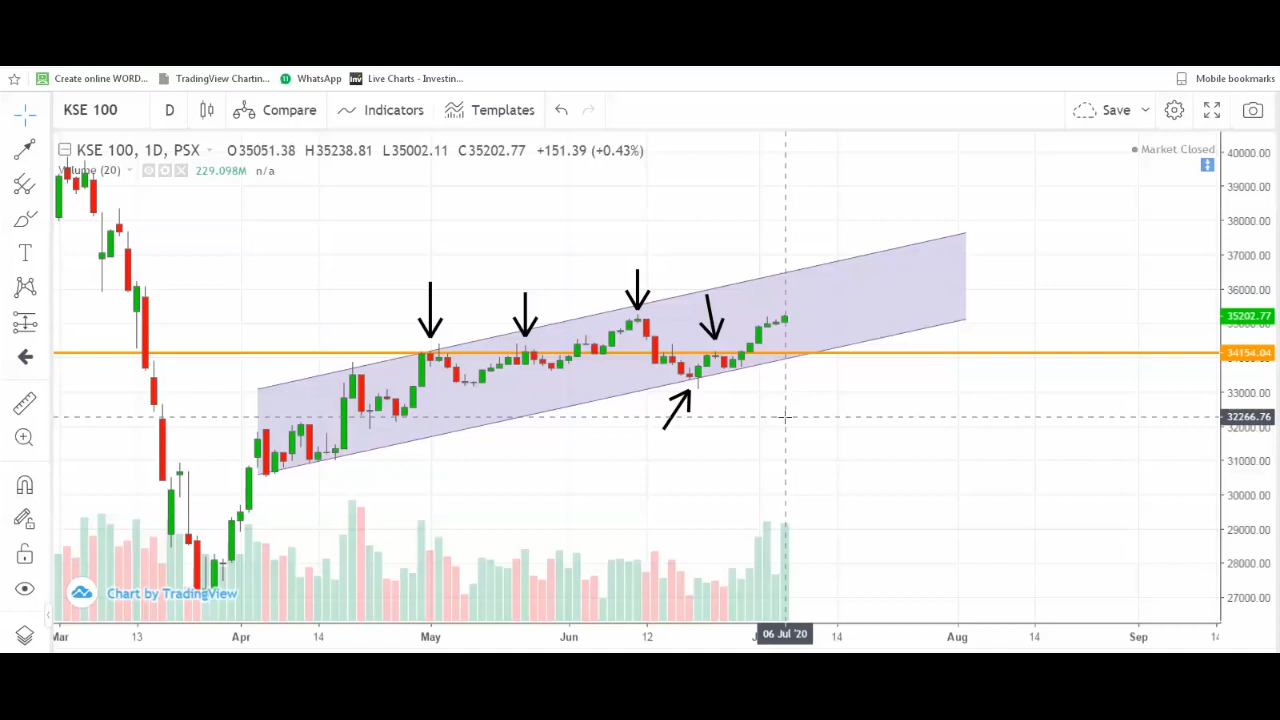 Create online WORD... TradingView Chartin... WhatsApp Live Charts - Investin... Mobile bookmarks
KSE 100 D Compare Indicators Templates Save
KSE 100, 1D, PSX O35051.38 H35238.81 L35002.11 C35202.77 +151.39 (+0.43%) Market Closed
Volume (20) 229.098M n/a
40000.00
39000.00
38000.00
37000.00
36000.00
35202.77
34154.04
33000.00
32266.76
32000.00
31000.00
30000.00
29000.00
28000.00
27000.00
Chart by TradingView
Mar 13 Apr 14 May Jun 12 06 Jul '20 14 Aug 14 Sep 14